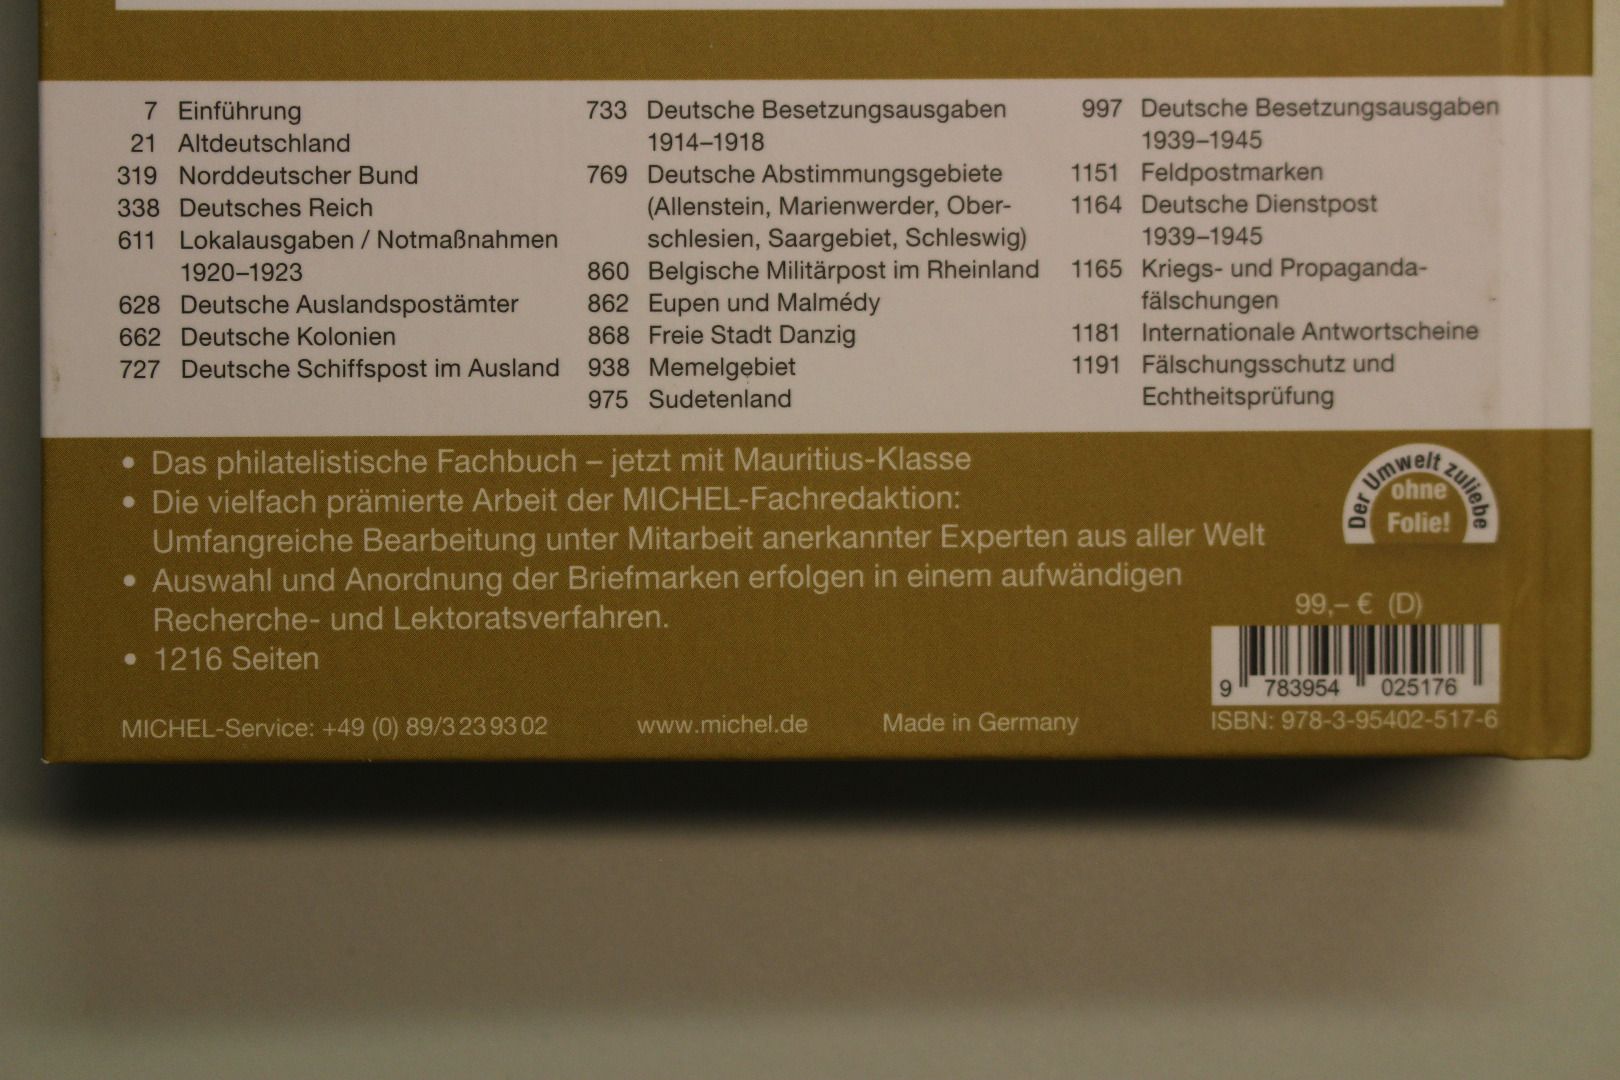 7 Einführung
21 Altdeutschland
319 Norddeutscher Bund
338 Deutsches Reich
611 Lokalausgaben / Notmaßnahmen
1920–1923
628 Deutsche Auslandspostämter
662 Deutsche Kolonien
727 Deutsche Schiffspost im Ausland
733 Deutsche Besetzungsausgaben
1914–1918
769 Deutsche Abstimmungsgebiete
(Allenstein, Marienwerder, Ober-
schlesien, Saargebiet, Schleswig)
860 Belgische Militärpost im Rheinland
862 Eupen und Malmédy
868 Freie Stadt Danzig
938 Memelgebiet
975 Sudetenland
997 Deutsche Besetzungsausgaben
1939–1945
1151 Feldpostmarken
1164 Deutsche Dienstpost
1939–1945
1165 Kriegs- und Propaganda-
fälschungen
1181 Internationale Antwortscheine
1191 Fälschungsschutz und
Echtheitsprüfung
• Das philatelistische Fachbuch – jetzt mit Mauritius-Klasse
• Die vielfach prämierte Arbeit der MICHEL-Fachredaktion:
Umfangreiche Bearbeitung unter Mitarbeit anerkannter Experten aus aller Welt
• Auswahl und Anordnung der Briefmarken erfolgen in einem aufwändigen
Recherche- und Lektoratsverfahren.
• 1216 Seiten
Der Umwelt zuliebe
ohne
Folie!
99,– € (D)
9 783954 025176
ISBN: 978-3-95402-517-6
MICHEL-Service: +49 (0) 89/3 23 93 02
www.michel.de
Made in Germany